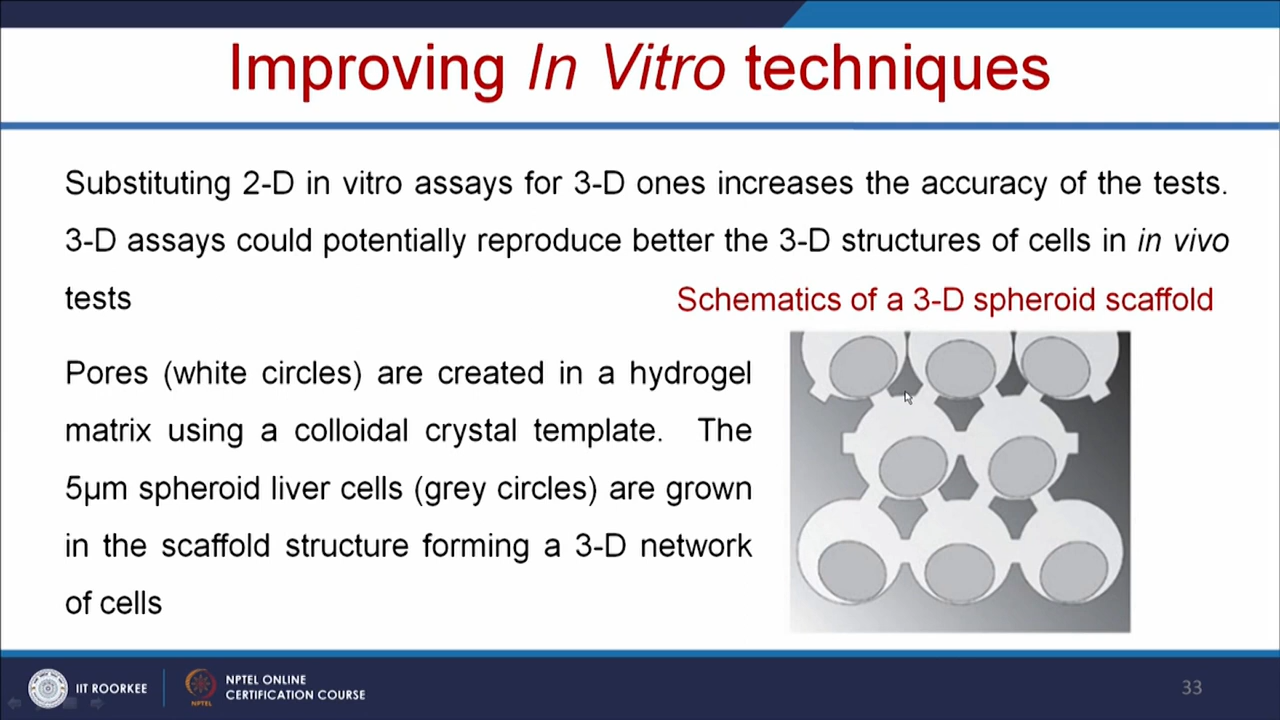 Improving In Vitro techniques
Substituting 2-D in vitro assays for 3-D ones increases the accuracy of the tests.
3-D assays could potentially reproduce better the 3-D structures of cells in in vivo
tests
Schematics of a 3-D spheroid scaffold
Pores (white circles) are created in a hydrogel
matrix using a colloidal crystal template. The
5µm spheroid liver cells (grey circles) are grown
in the scaffold structure forming a 3-D network
of cells
IIT ROORKEE
NPTEL
NPTEL ONLINE
CERTIFICATION COURSE
33